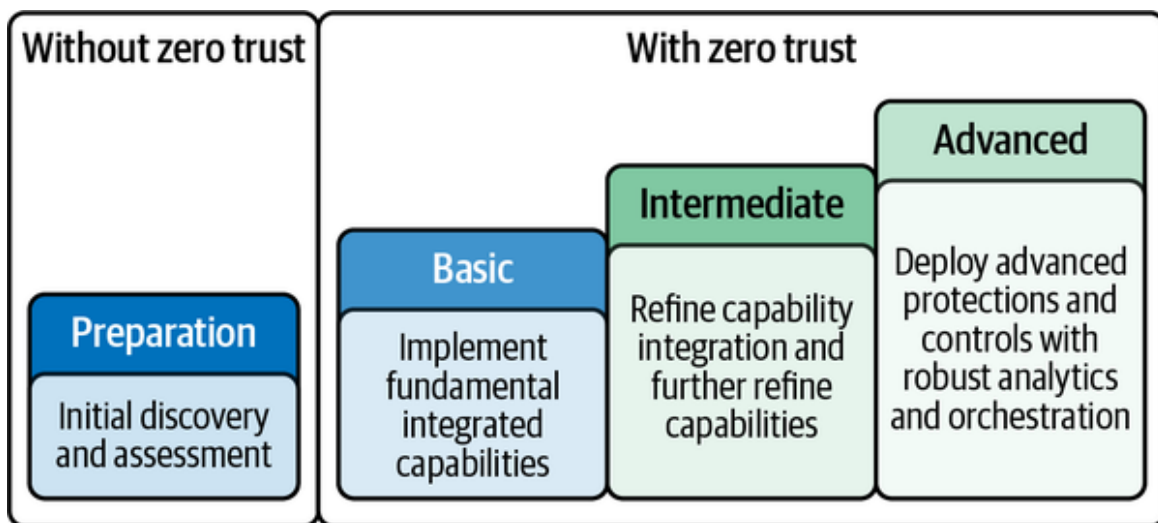 Without zero trust
With zero trust
Preparation
Initial discovery
and assessment
Basic
Implement
fundamental
integrated
capabilities
Intermediate
Refine capability
integration and
further refine
capabilities
Advanced
Deploy advanced
protections and
controls with
robust analytics
and orchestration